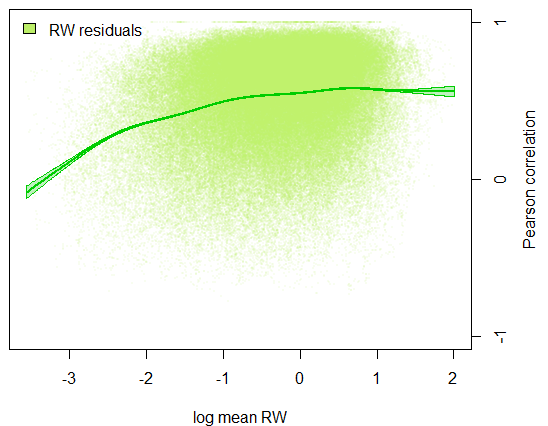 RW residuals
1
0
-1
Pearson correlation
-3 -2 -1 0 1 2
log mean RW